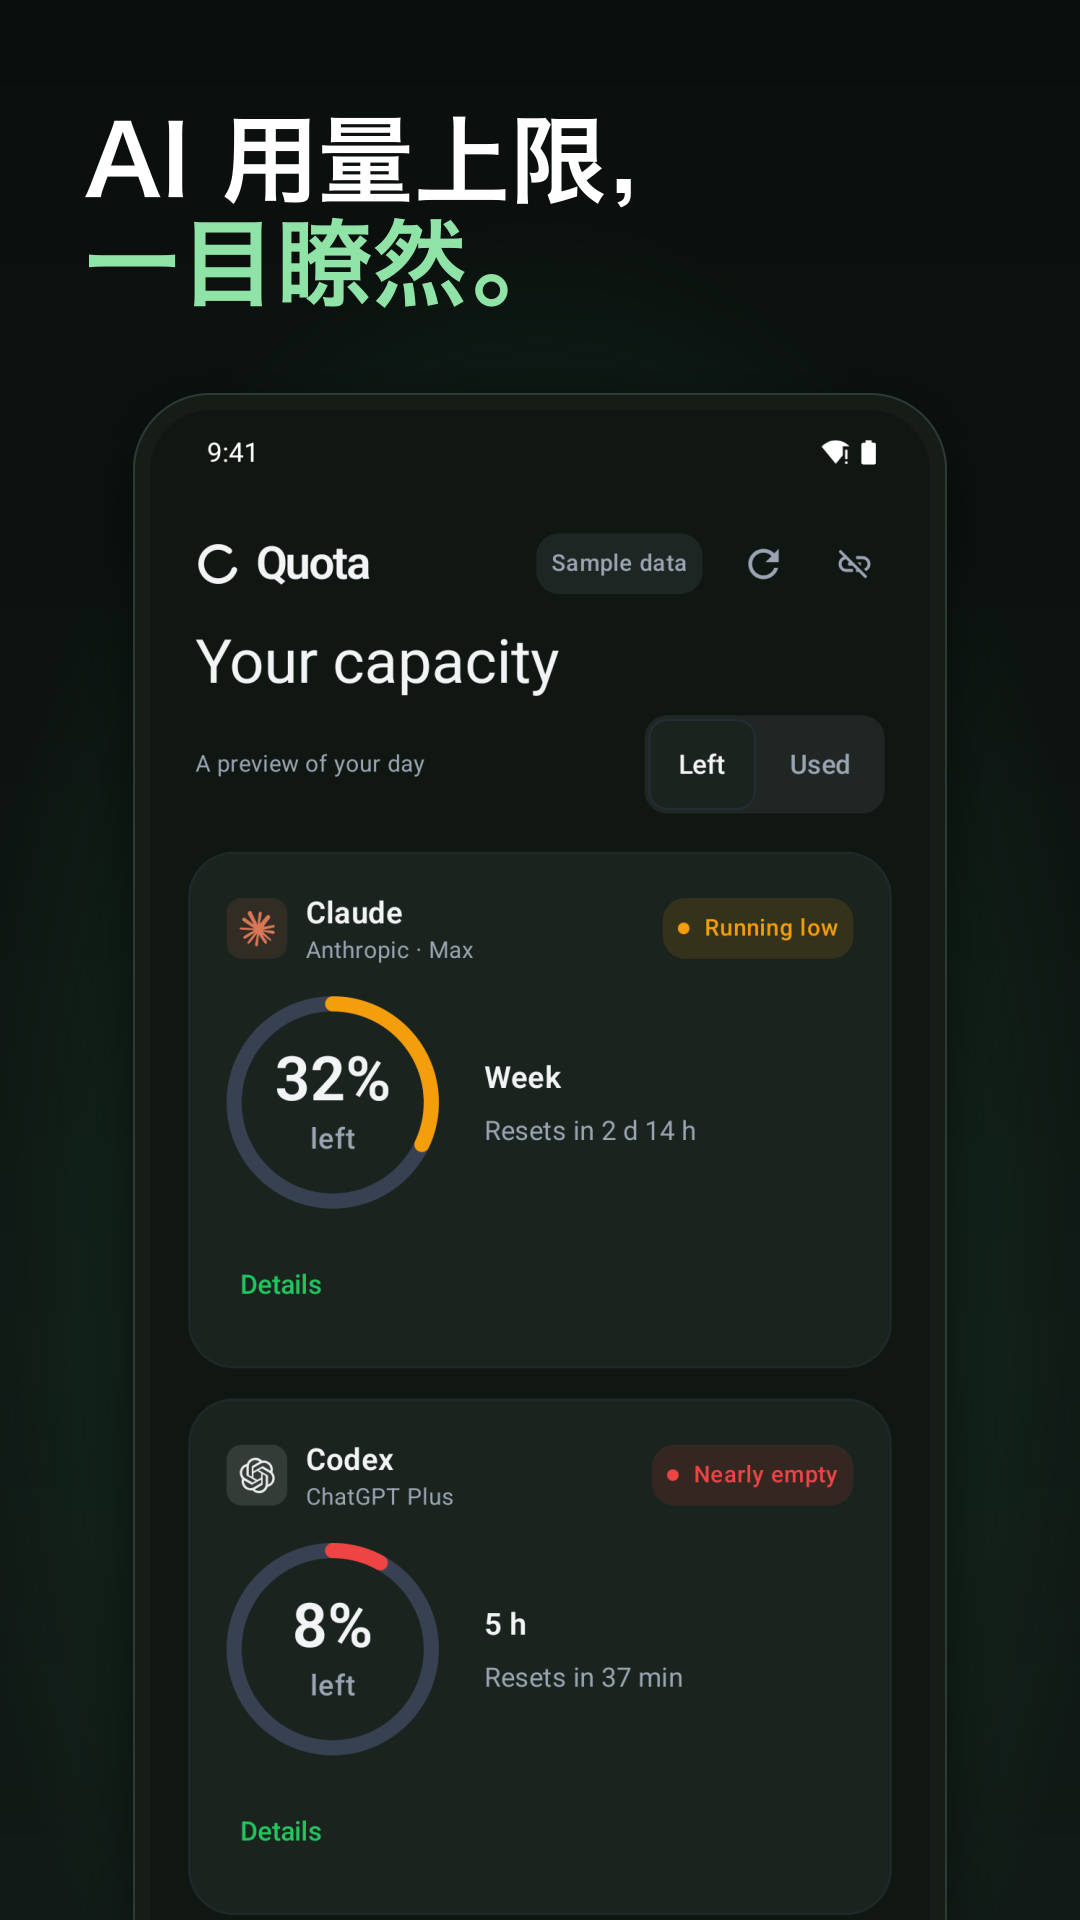 AI 用量上限，
一目瞭然。
9:41
Quota
Sample data
Your capacity
A preview of your day
Left
Used
Claude
Anthropic · Max
Running low
32%
left
Week
Resets in 2 d 14 h
Details
Codex
ChatGPT Plus
Nearly empty
8%
left
5 h
Resets in 37 min
Details